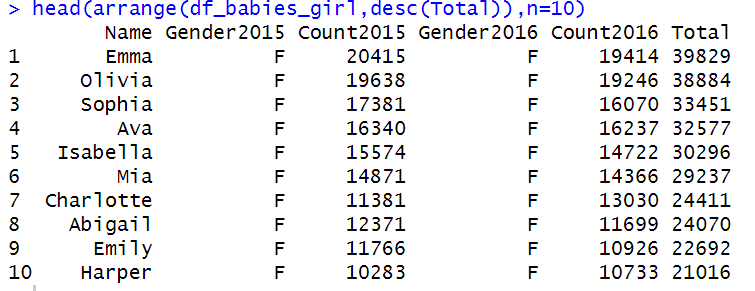 > head(arrange(df_babies_girl,desc(Total)),n=10)
Name Gender2015 Count2015 Gender2016 Count2016 Total
1 Emma F 20415 F 19414 39829
2 Olivia F 19638 F 19246 38884
3 Sophia F 17381 F 16070 33451
4 Ava F 16340 F 16237 32577
5 Isabella F 15574 F 14722 30296
6 Mia F 14871 F 14366 29237
7 Charlotte F 11381 F 13030 24411
8 Abigail F 12371 F 11699 24070
9 Emily F 11766 F 10926 22692
10 Harper F 10283 F 10733 21016